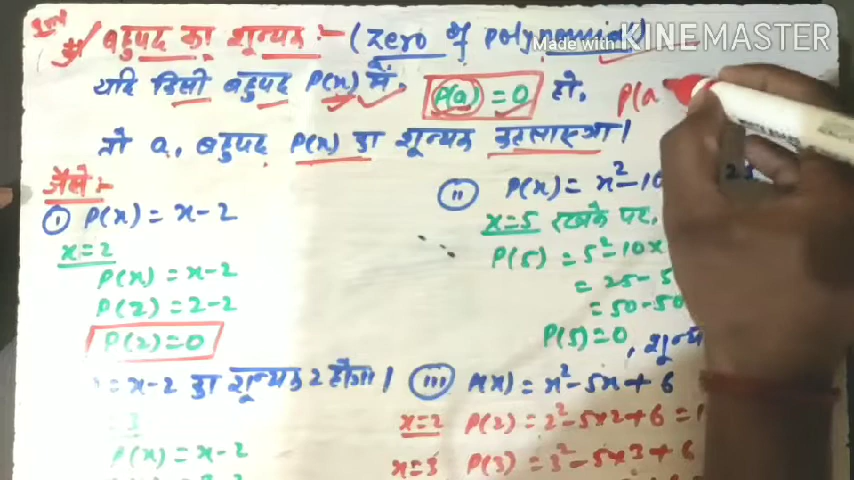 बहुपद का शून्यक :- (Zero of polynomial)
Made with KINEMASTER
यदि किसी बहुपद P(x) में, P(a) = 0 हो, P(a
तो a, बहुपद P(x) का शून्यक कहलाएगा।
जैसे:-
(i) P(x) = x-2
x=2
P(x) = x-2
P(2) = 2-2
P(2) = 0
= x-2 का शून्यक 2 होगा।
= 3
P(x) = x-2
(ii) P(x) = x²-10
x=5 रखने पर,
P(5) = 5²-10x
= 25-5
= 50-50
P(5) = 0, शून्य
(iii) P(x) = x²-5x+6
x=2 P(2) = 2²-5x2+6 =
x=3 P(3) = 3²-5x3+6